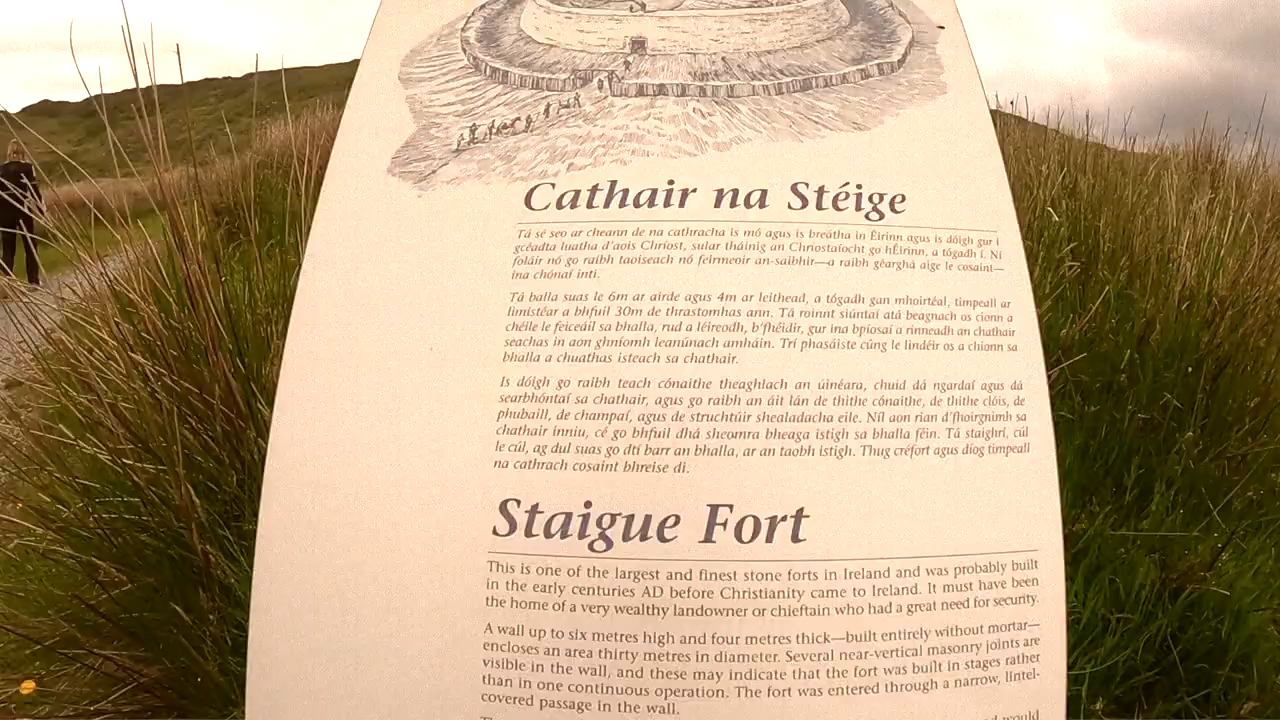 Cathair na Stéige
Tá sé seo ar cheann de na cathracha is mó agus is breátha in Éirinn agus is dóigh gur i
gcéadta luatha d'aois Chríost, sular tháinig an Chríostaíocht go hÉirinn, a tógadh í. Ní
foláir nó go raibh taoiseach nó feirmeoir an-saibhir—a raibh géarghá aige le cosaint—
ina chónaí inti.
Tá balla suas le 6m ar airde agus 4m ar leithead, a tógadh gan mhoirtéal, timpeall ar
limistéar a bhfuil 30m de thrastomhas ann. Tá roinnt siúntaí atá beagnach os cionn a
chéile le feiceáil sa bhalla, rud a léireodh, b'fhéidir, gur ina bpíosaí a rinneadh an chathair
seachas in aon ghníomh leanúnach amháin. Trí phasáiste cúng le lindéir os a chionn sa
bhalla a chuathas isteach sa chathair.
Is dóigh go raibh teach cónaithe theaghlach an úinéara, chuid dá ngardaí agus dá
searbhóntaí sa chathair, agus go raibh an áit lán de thithe cónaithe, de thithe clóis, de
phubaill, de champaí, agus de struchtúir shealadacha eile. Níl aon rian d'fhoirgnimh sa
chathair inniu, cé go bhfuil dhá sheomra bheaga istigh sa bhalla féin. Tá staighrí, cúl
le cúl, ag dul suas go dtí barr an bhalla, ar an taobh istigh. Thug créfort agus díog timpeall
na cathrach cosaint bhreise di.
Staigue Fort
This is one of the largest and finest stone forts in Ireland and was probably built
in the early centuries AD before Christianity came to Ireland. It must have been
the home of a very wealthy landowner or chieftain who had a great need for security.
A wall up to six metres high and four metres thick—built entirely without mortar—
encloses an area thirty metres in diameter. Several near-vertical masonry joints are
visible in the wall, and these may indicate that the fort was built in stages rather
than in one continuous operation. The fort was entered through a narrow, lintel-
covered passage in the wall.
would